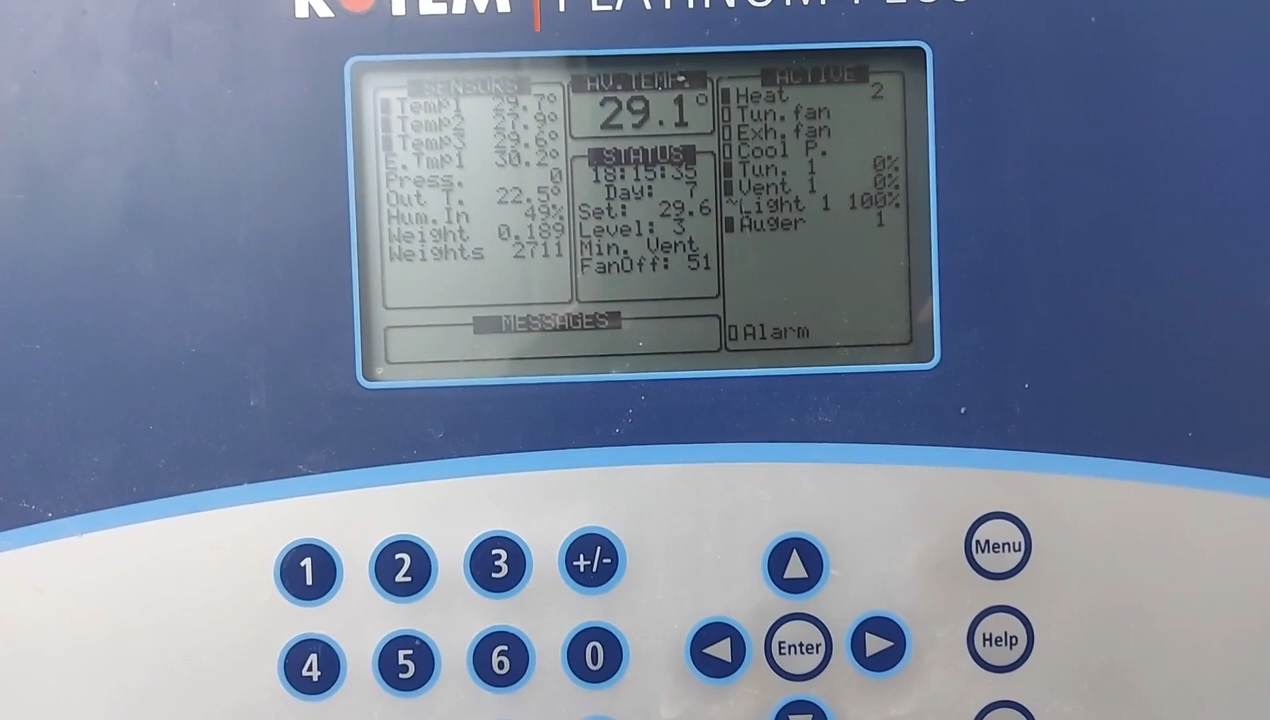 ROTEM | PLATINUM PLUS
SENSORS
Temp1 29.7°
Temp2 27.9°
Temp3 29.6°
E.Tmp1 30.2°
Press. 0
Out T. 22.5°
Hum.In 49%
Weight 0.189
Weights 2711
AV.TEMP.
29.1°
STATUS
18:15:35
Day: 7
Set: 29.6
Level: 3
Min. Vent
FanOff: 51
ACTIVE
Heat 2
Tun.fan
Exh.fan
Cool P.
Tun. 1 0%
Vent 1 0%
~Light 1 100%
Auger 1
Alarm
MESSAGES
1 2 3 +/-
Menu
4 5 6 0
Enter
Help